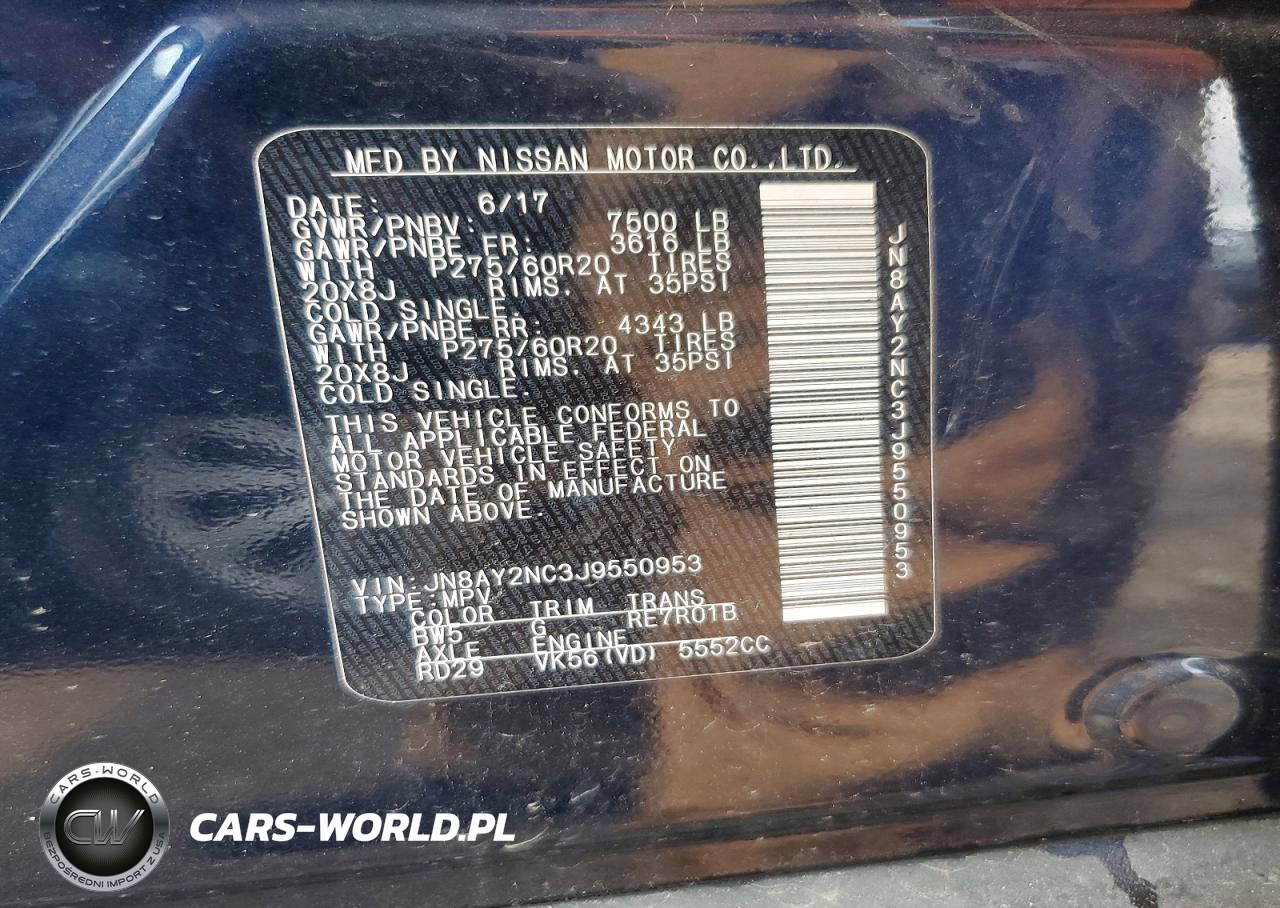 MFD BY NISSAN MOTOR CO.,LTD.
DATE: 6/17
GVWR/PNBV: 7500 LB
GAWR/PNBE FR: 3616 LB
WITH P275/60R20 TIRES
20X8J RIMS. AT 35PSI
COLD SINGLE.
GAWR/PNBE RR: 4343 LB
WITH P275/60R20 TIRES
20X8J RIMS. AT 35PSI
COLD SINGLE.
THIS VEHICLE CONFORMS TO
ALL APPLICABLE FEDERAL
MOTOR VEHICLE SAFETY
STANDARDS IN EFFECT ON
THE DATE OF MANUFACTURE
SHOWN ABOVE.
VIN:JN8AY2NC3J9550953
TYPE:MPV
COLOR TRIM TRANS
BW5 G RE7R01B
AXLE ENGINE
RD29 VK56(VD) 5552CC
JN8AY2NC3J9550953
CARS-WORLD
CW
BEZPOŚREDNI IMPORT Z USA
CARS-WORLD.PL